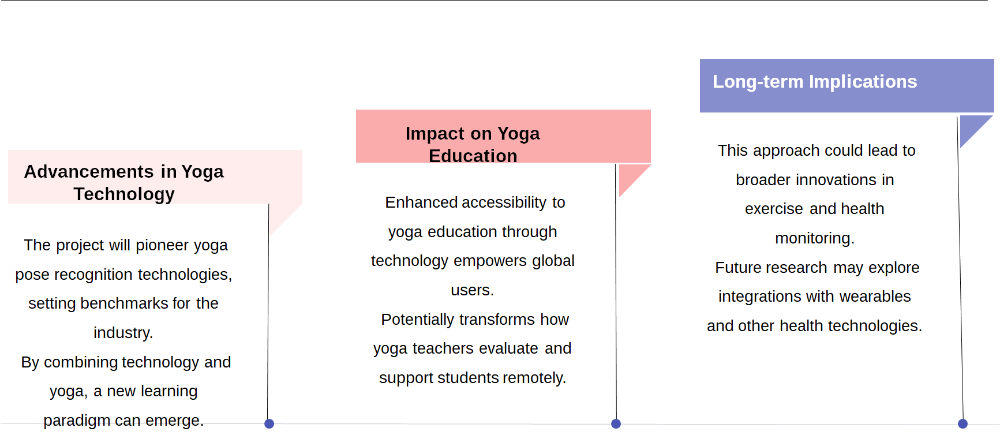 Advancements in Yoga
Technology
The project will pioneer yoga
pose recognition technologies,
setting benchmarks for the
industry.
By combining technology and
yoga, a new learning
paradigm can emerge.
Impact on Yoga
Education
Enhanced accessibility to
yoga education through
technology empowers global
users.
Potentially transforms how
yoga teachers evaluate and
support students remotely.
Long-term Implications
This approach could lead to
broader innovations in
exercise and health
monitoring.
Future research may explore
integrations with wearables
and other health technologies.